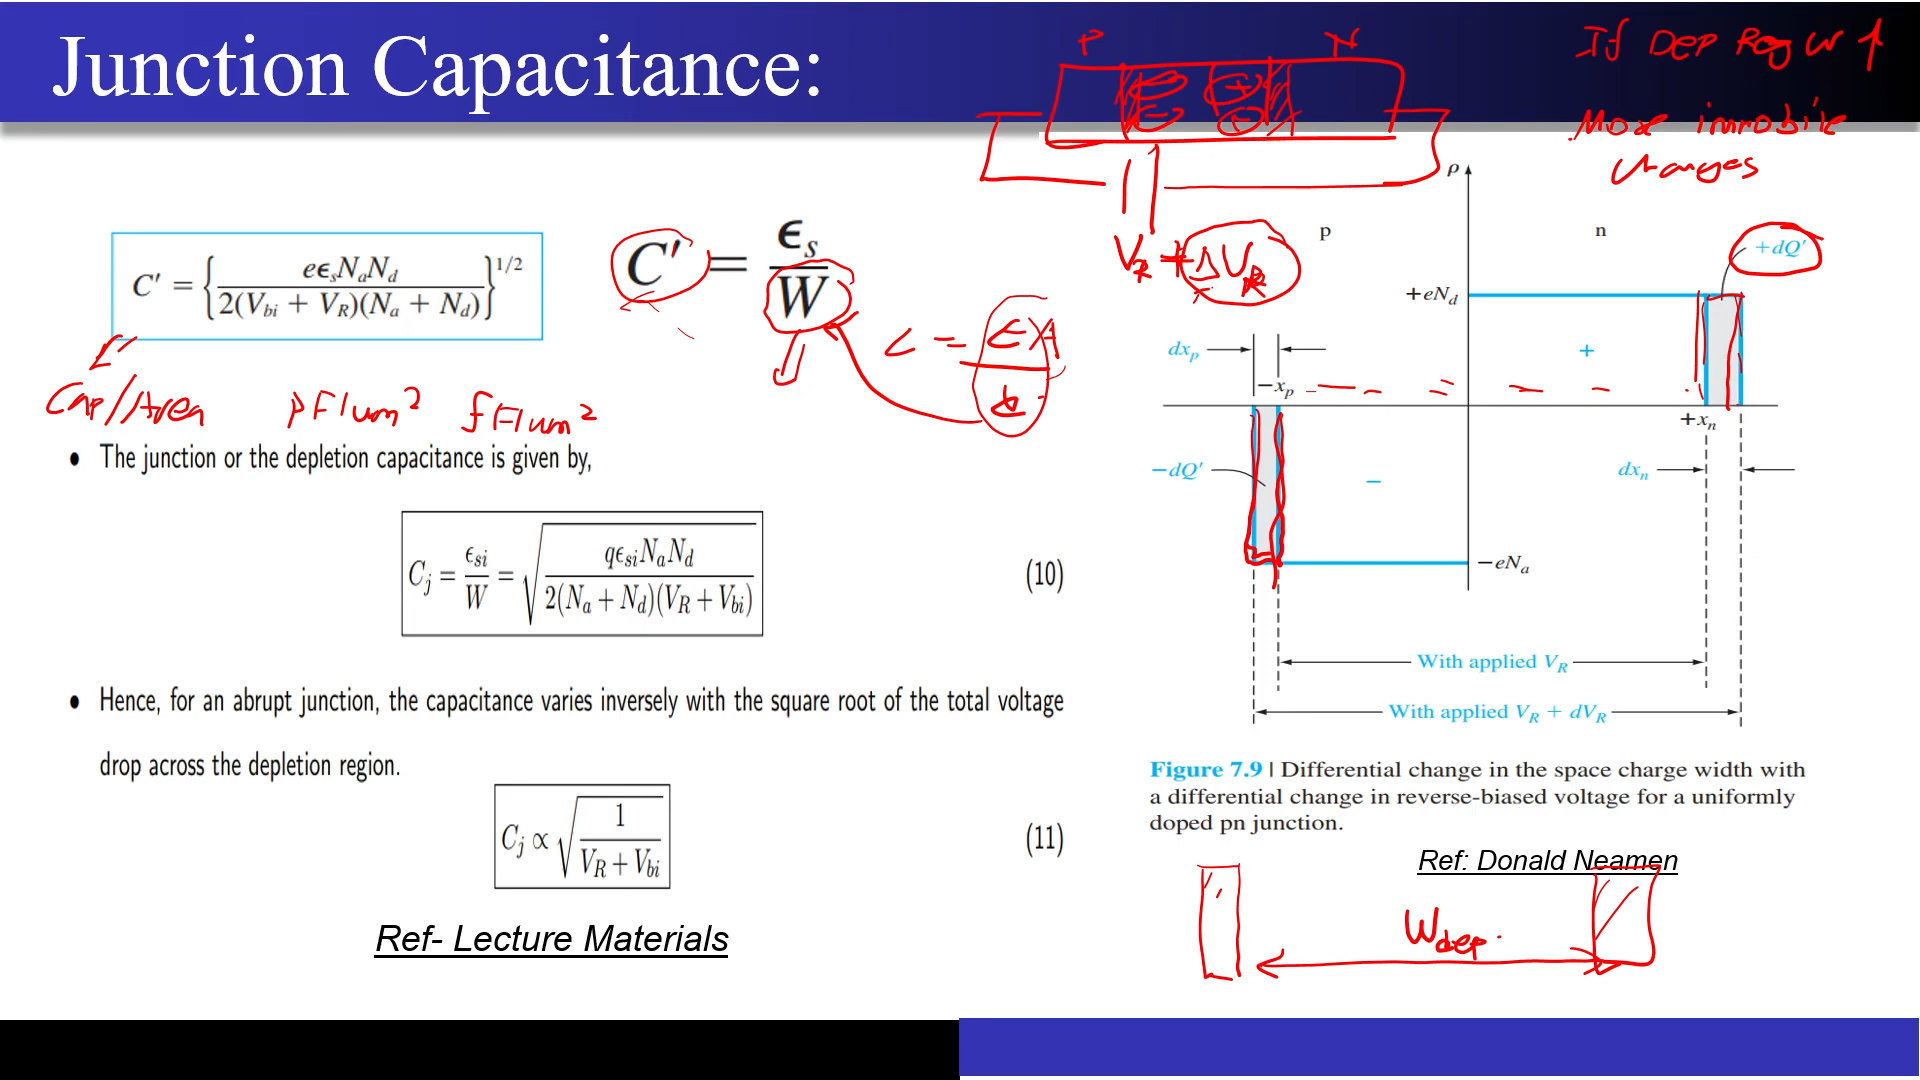 Junction Capacitance:
P N
If Dep Reg W ↑
More immobile
charges
V_R + ΔV_R
C' = { eϵ_sN_aN_d / 2(V_bi + V_R)(N_a + N_d) }^1/2
C' = ϵ_s / W
C = ϵ×A / d
Cap/Area pF/um² fF/um²
• The junction or the depletion capacitance is given by,
C_j = ϵ_si / W = √( qϵ_siN_aN_d / 2(N_a + N_d)(V_R + V_bi) ) (10)
• Hence, for an abrupt junction, the capacitance varies inversely with the square root of the total voltage
drop across the depletion region.
C_j ∝ √( 1 / V_R + V_bi ) (11)
Ref- Lecture Materials
ρ
p n
+dQ'
+eN_d
dx_p
+
−x_p
+x_n
−dQ'
−
dx_n
−eN_a
With applied V_R
With applied V_R + dV_R
Figure 7.9 | Differential change in the space charge width with
a differential change in reverse-biased voltage for a uniformly
doped pn junction.
Ref: Donald Neamen
W_dep.